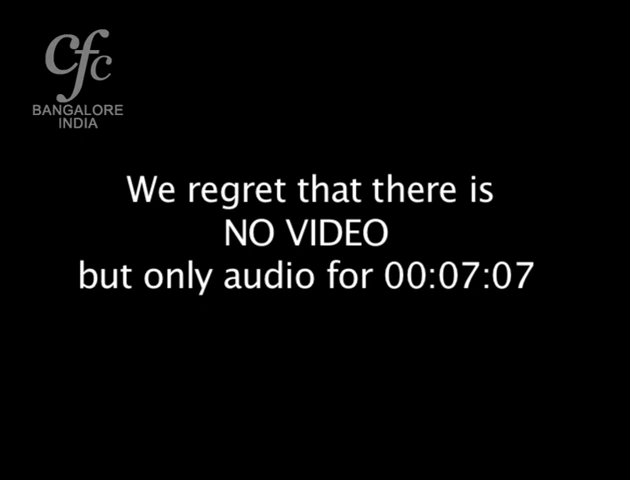 cfc
BANGALORE
INDIA
We regret that there is
NO VIDEO
but only audio for 00:07:07